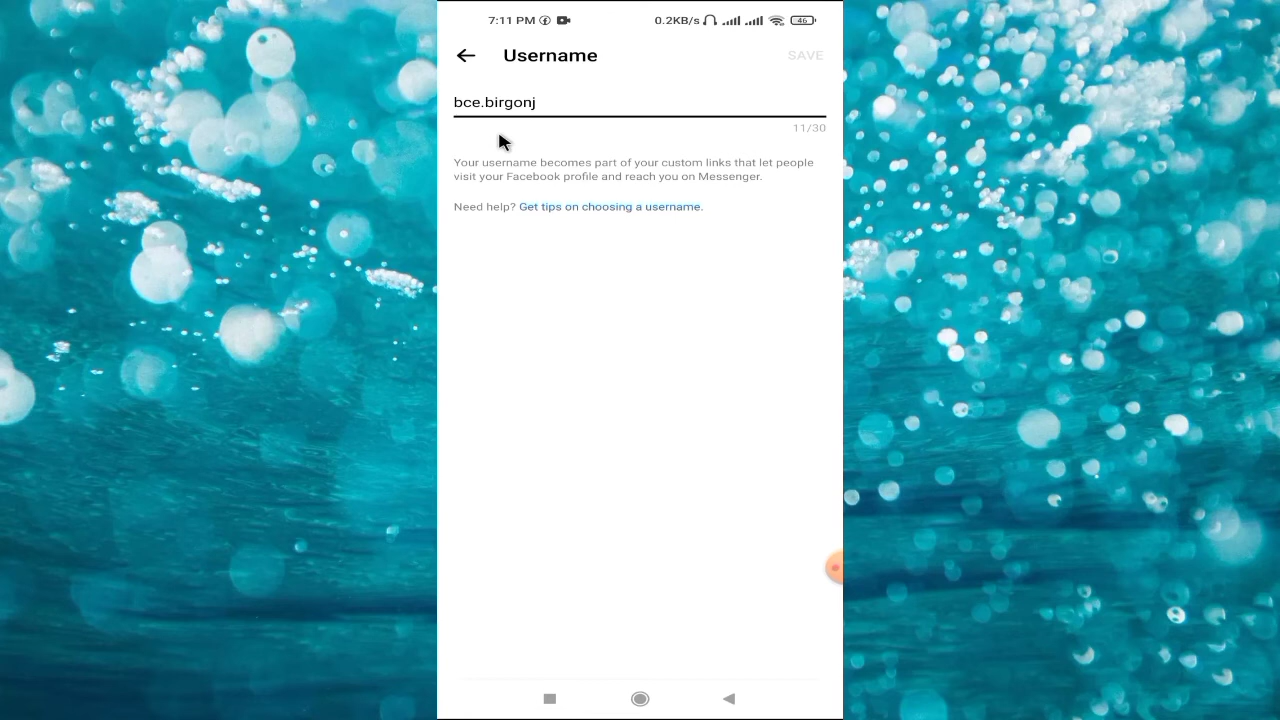 7:11 PM 0.2KB/s 46
Username SAVE
bce.birgonj
11/30
Your username becomes part of your custom links that let people
visit your Facebook profile and reach you on Messenger.
Need help? Get tips on choosing a username.